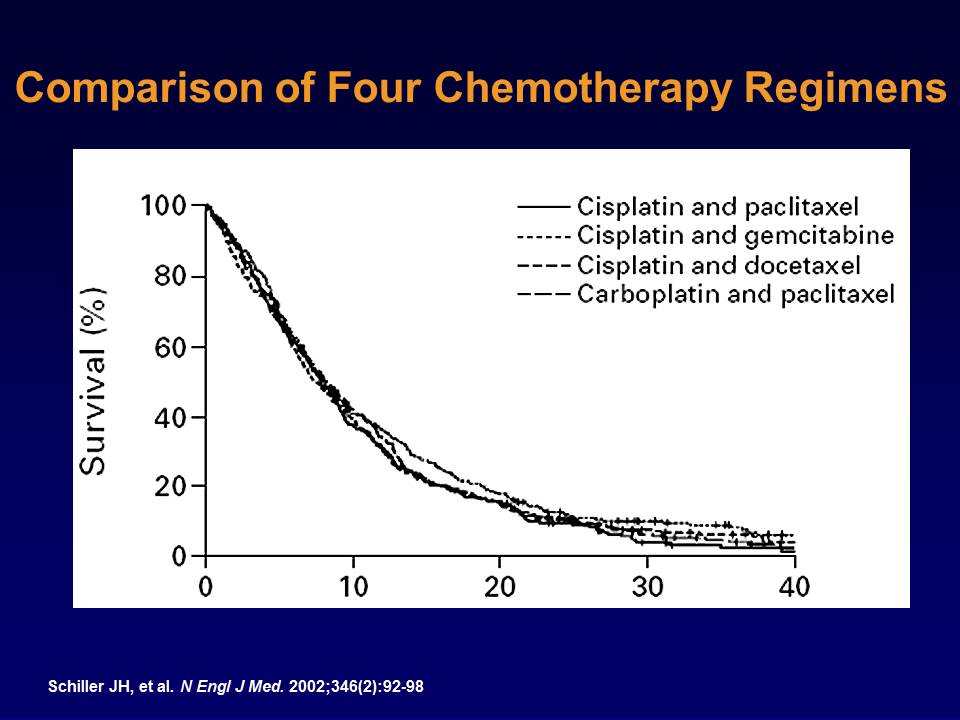 Comparison of Four Chemotherapy Regimens
100
80
60
40
20
0
Survival (%)
Cisplatin and paclitaxel
Cisplatin and gemcitabine
Cisplatin and docetaxel
Carboplatin and paclitaxel
0 10 20 30 40
Schiller JH, et al. N Engl J Med. 2002;346(2):92-98